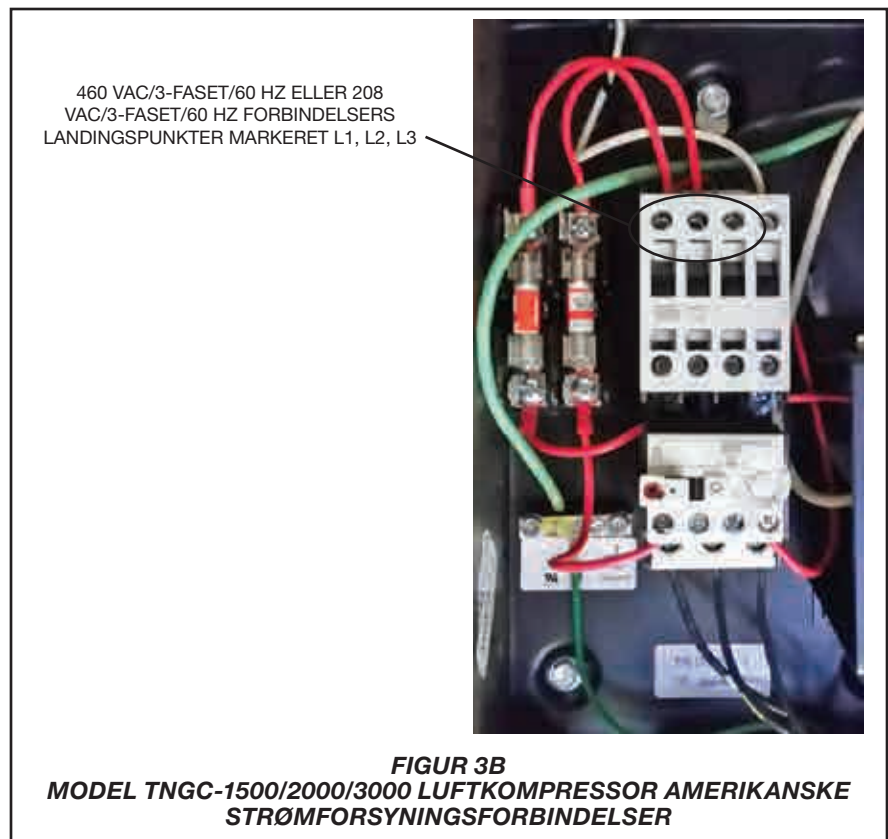 460 VAC/3-FASET/60 HZ ELLER 208
VAC/3-FASET/60 HZ FORBINDELSERS
LANDINGSPUNKTER MARKERET L1, L2, L3
FIGUR 3B
MODEL TNGC-1500/2000/3000 LUFTKOMPRESSOR AMERIKANSKE
STRØMFORSYNINGSFORBINDELSER